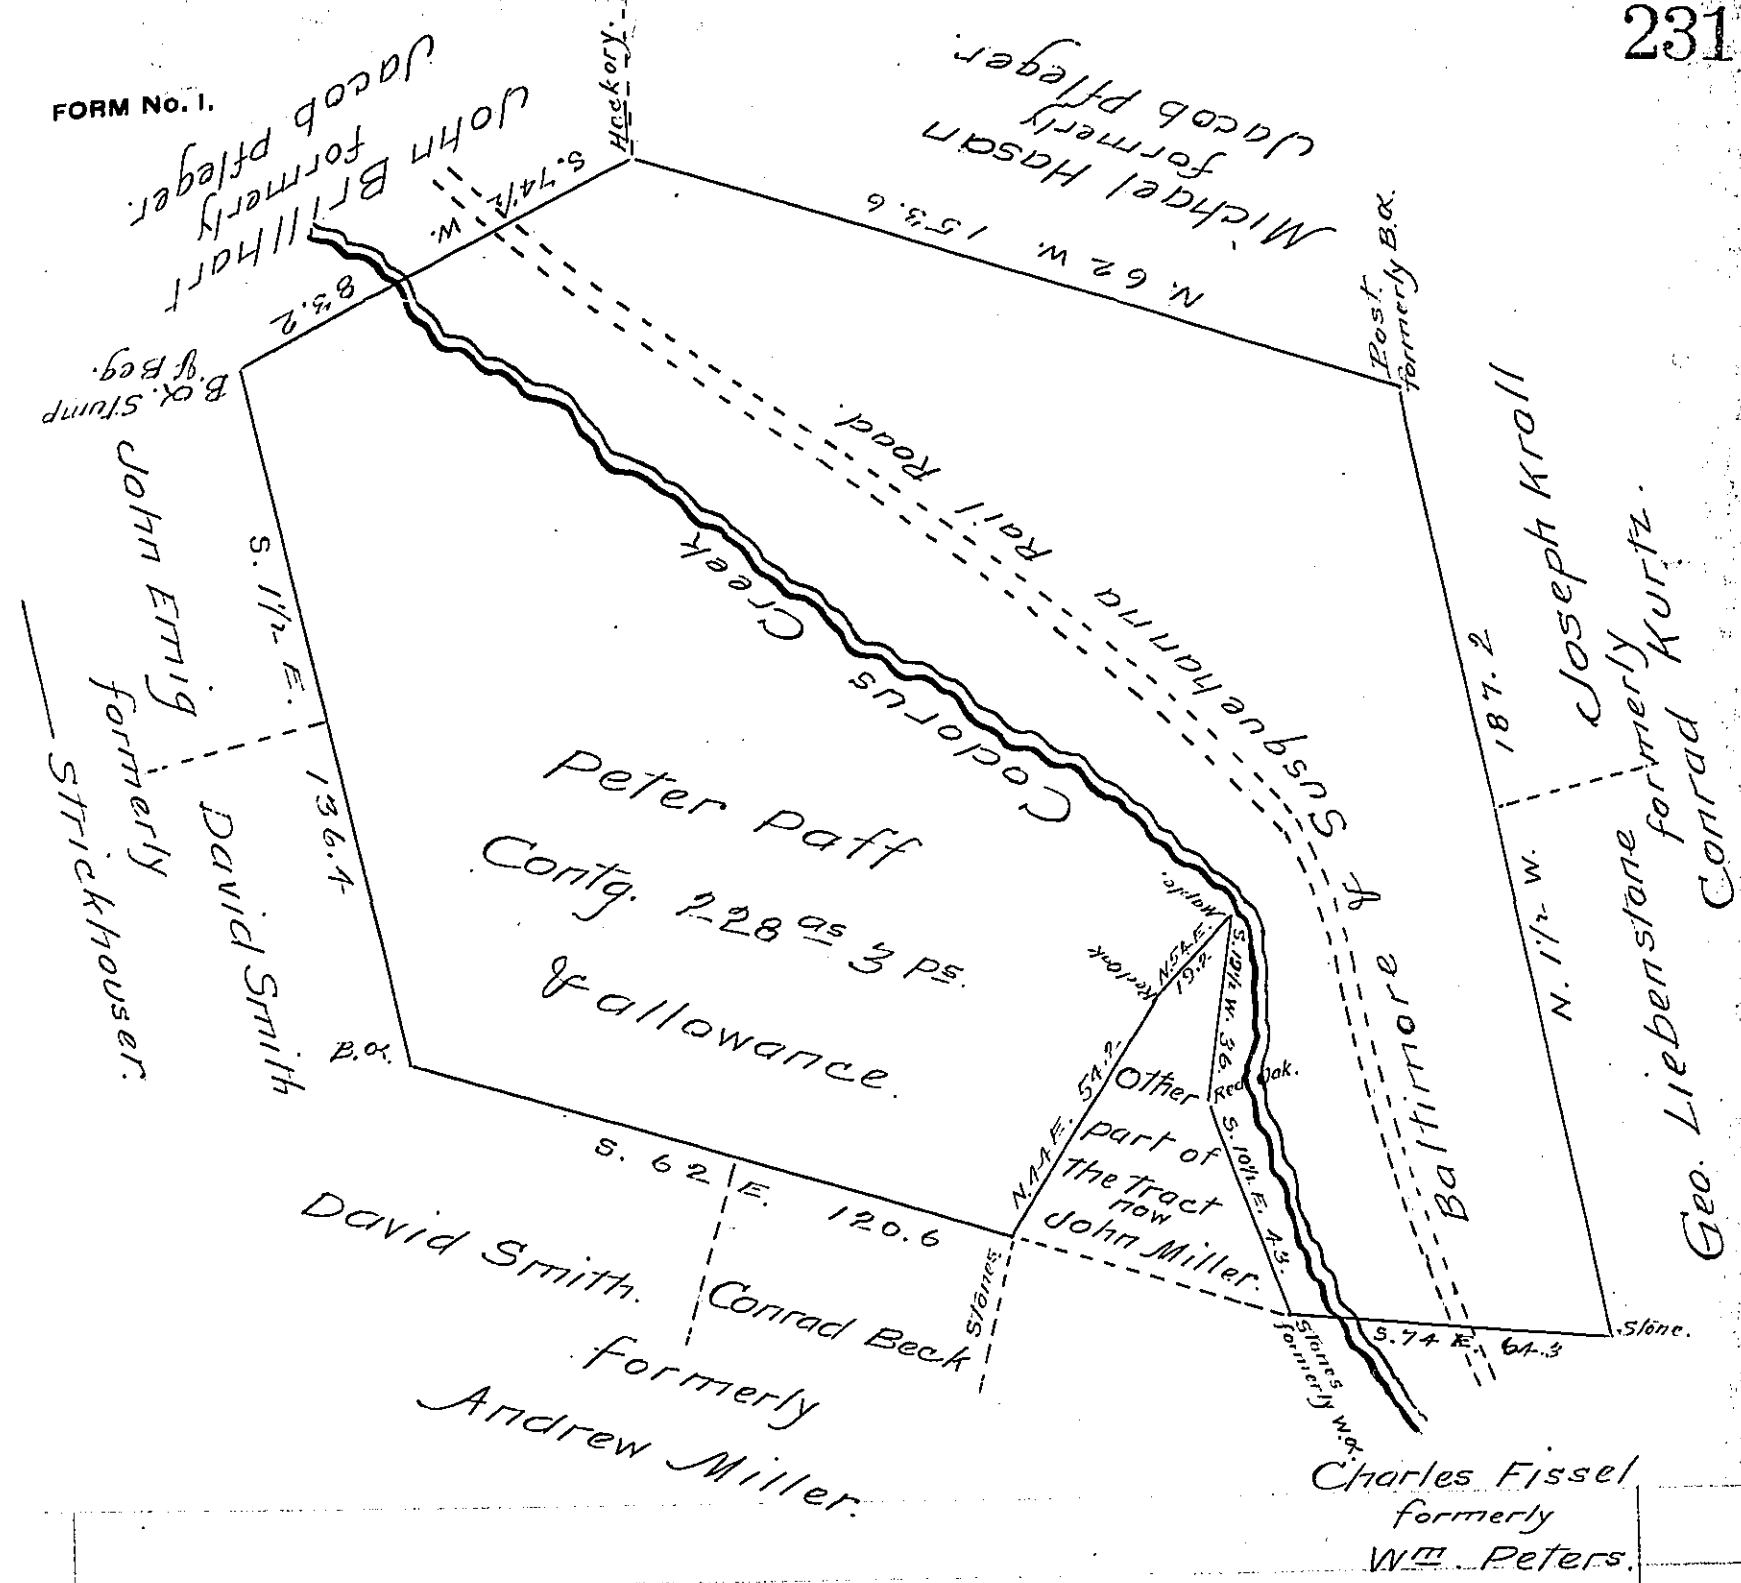 231
FORM No. 1.
Jacob Pfleger.
formerly
John Brillhart
Hickory.
S. 74½ W. 83.2
Michael Hasan
formerly
Jacob Pfleger.
N. 62 W. 153.6
Post.
formerly B.O.
B.O. Stump
& Beg.
John Emig
formerly
Strickhouser.
S. 1½ E. 136.4
David Smith
B.O.
Codorus Creek
Baltimore & Susquehanna Rail Road.
Joseph Kroll
Geo. Liebenstane
formerly
Conrad Kurtz.
N. 1½ W. 187.2
Peter Paff
Contg. 228 as 3 ps.
& allowance.
Maple.
Red Oak
N. 54 E. 19.2
S. 12½ W. 36.
Red Oak.
N. 44 E. 54.2
Other
part of
the tract
now
John Miller.
S. 10½ E. 43.
S. 62 E. 120.6
Stones
David Smith.
Conrad Beck
formerly
Andrew Miller.
Stones
formerly W.O.
S. 74 E. 64.3
Stone.
Charles Fissel
formerly
Wm. Peters.